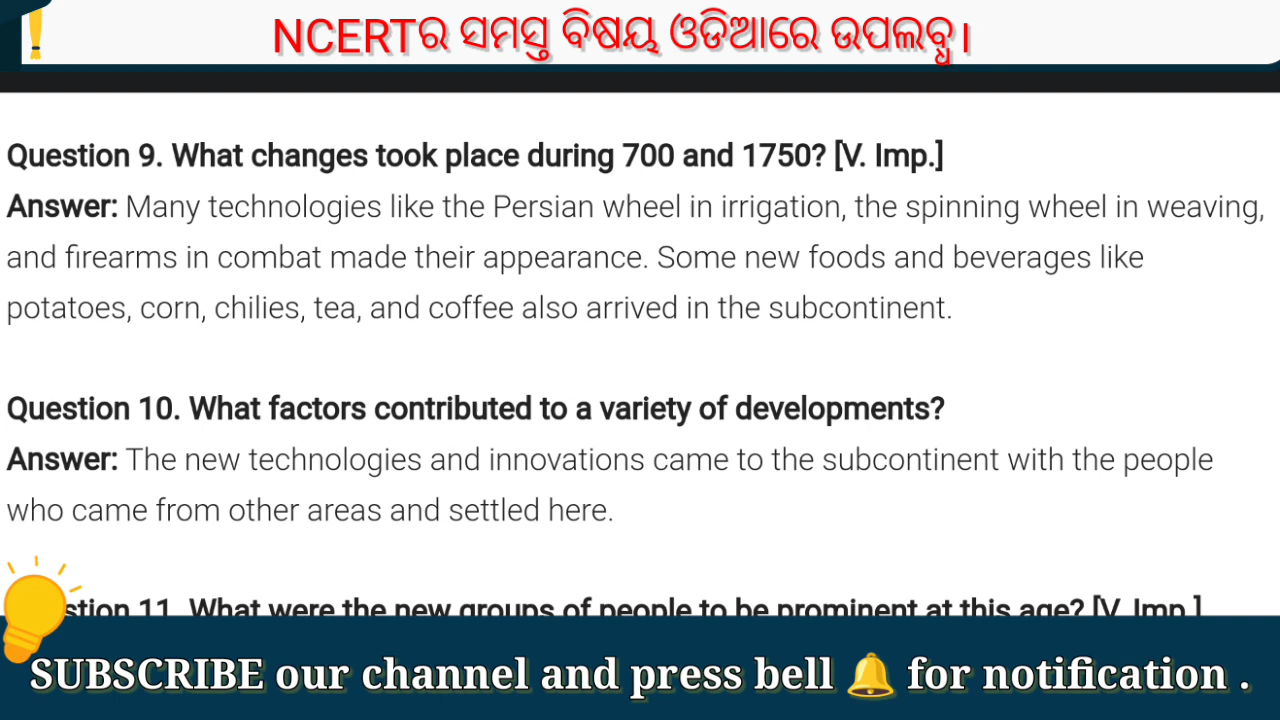 NCERTର ସମସ୍ତ ବିଷୟ ଓଡିଆରେ ଉପଲବ୍ଧ।
Question 9. What changes took place during 700 and 1750? [V. Imp.]
Answer: Many technologies like the Persian wheel in irrigation, the spinning wheel in weaving,
and firearms in combat made their appearance. Some new foods and beverages like
potatoes, corn, chilies, tea, and coffee also arrived in the subcontinent.
Question 10. What factors contributed to a variety of developments?
Answer: The new technologies and innovations came to the subcontinent with the people
who came from other areas and settled here.
stion 11. What were the new groups of people to be prominent at this age? [V. Imp.]
SUBSCRIBE our channel and press bell 🔔 for notification .